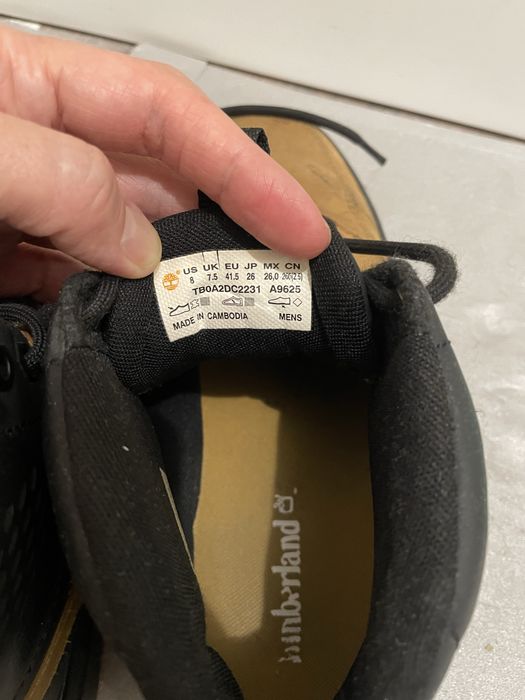 US UK EU JP MX CN
8 7.5 41.5 26 26.0 260(2.5)
TB0A2DC2231 A9625
MADE IN CAMBODIA MENS
Timberland